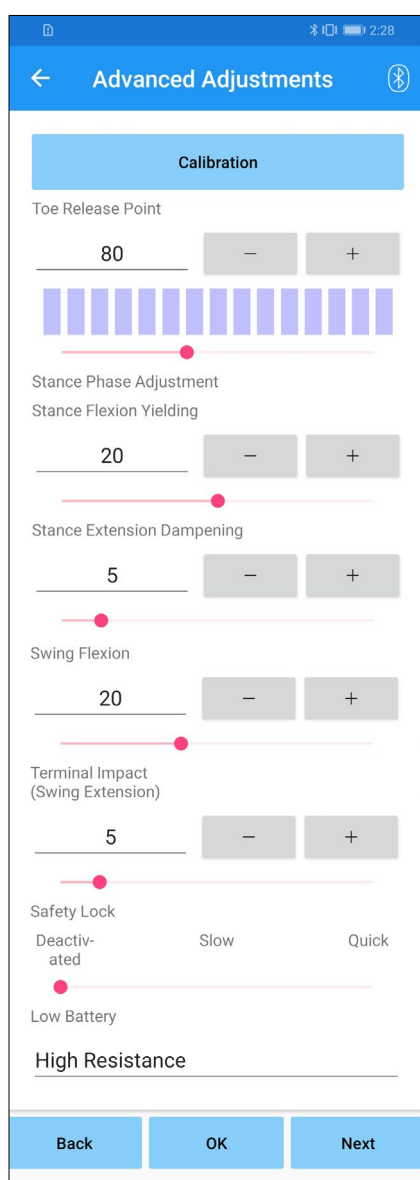 2:28
Advanced Adjustments
Calibration
Toe Release Point
80 − +
Stance Phase Adjustment
Stance Flexion Yielding
20 − +
Stance Extension Dampening
5 − +
Swing Flexion
20 − +
Terminal Impact
(Swing Extension)
5 − +
Safety Lock
Deactiv- Slow Quick
ated
Low Battery
High Resistance
Back OK Next